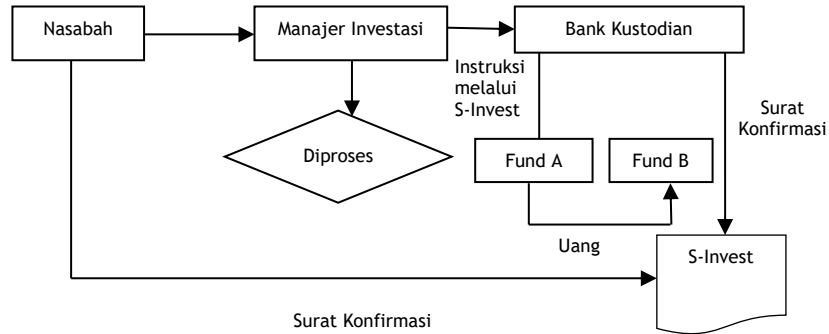 Nasabah
Manajer Investasi
Bank Kustodian
Instruksi
melalui
S-Invest
Surat
Konfirmasi
Diproses
Fund A
Fund B
Uang
S-Invest
Surat Konfirmasi